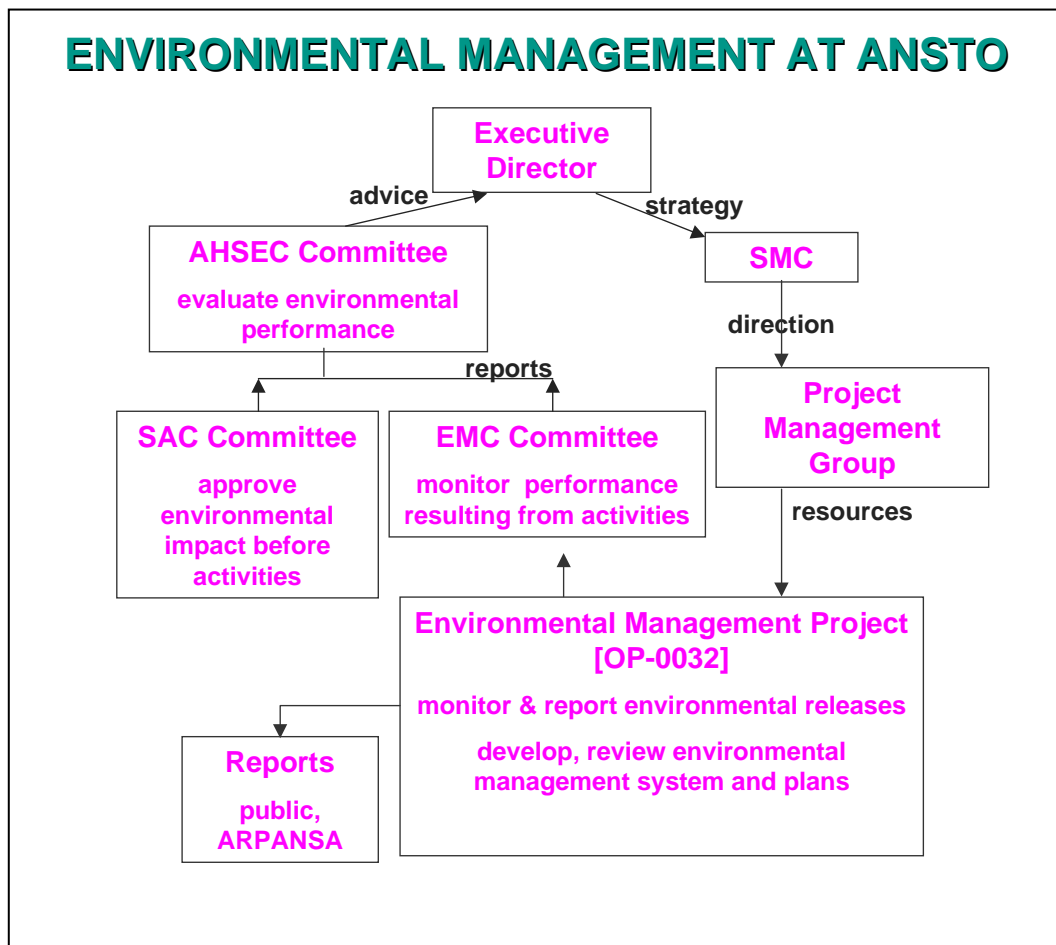 ENVIRONMENTAL MANAGEMENT AT ANSTO
Executive
Director
advice
strategy
AHSEC Committee
evaluate environmental
performance
SMC
direction
reports
SAC Committee
approve
environmental
impact before
activities
EMC Committee
monitor performance
resulting from activities
Project
Management
Group
resources
Environmental Management Project
[OP-0032]
monitor & report environmental releases
develop, review environmental
management system and plans
Reports
public,
ARPANSA